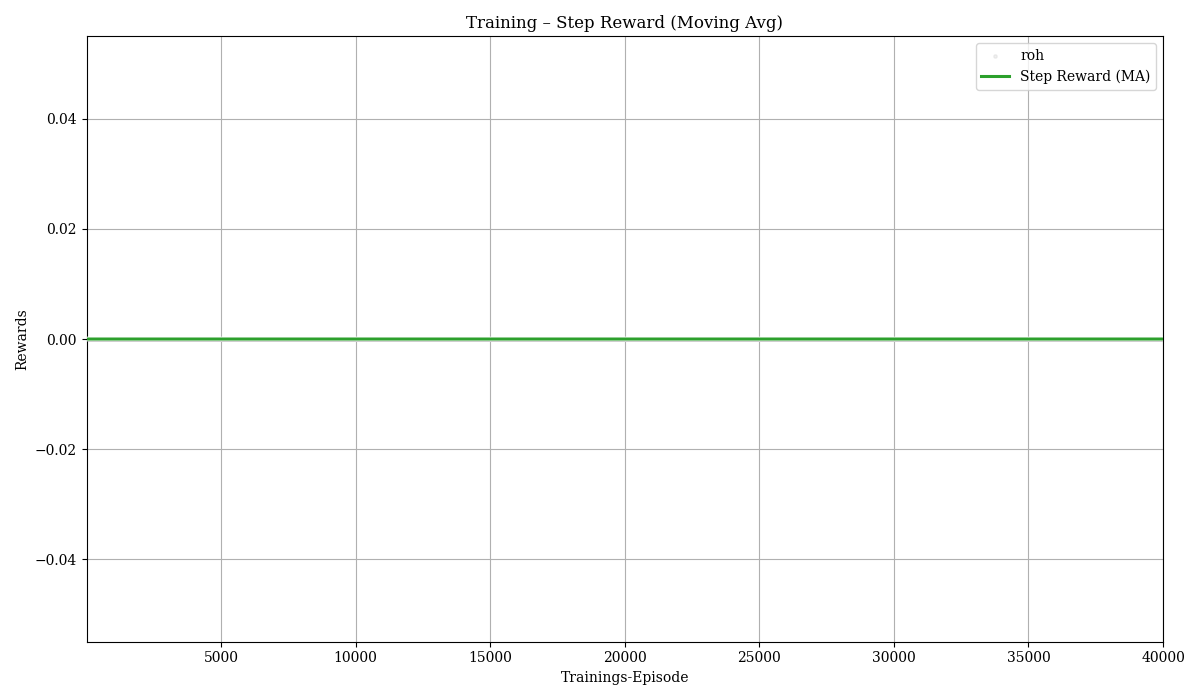 Training – Step Reward (Moving Avg)
roh
Step Reward (MA)
0.04
0.02
0.00
−0.02
−0.04
Rewards
5000 10000 15000 20000 25000 30000 35000 40000
Trainings-Episode